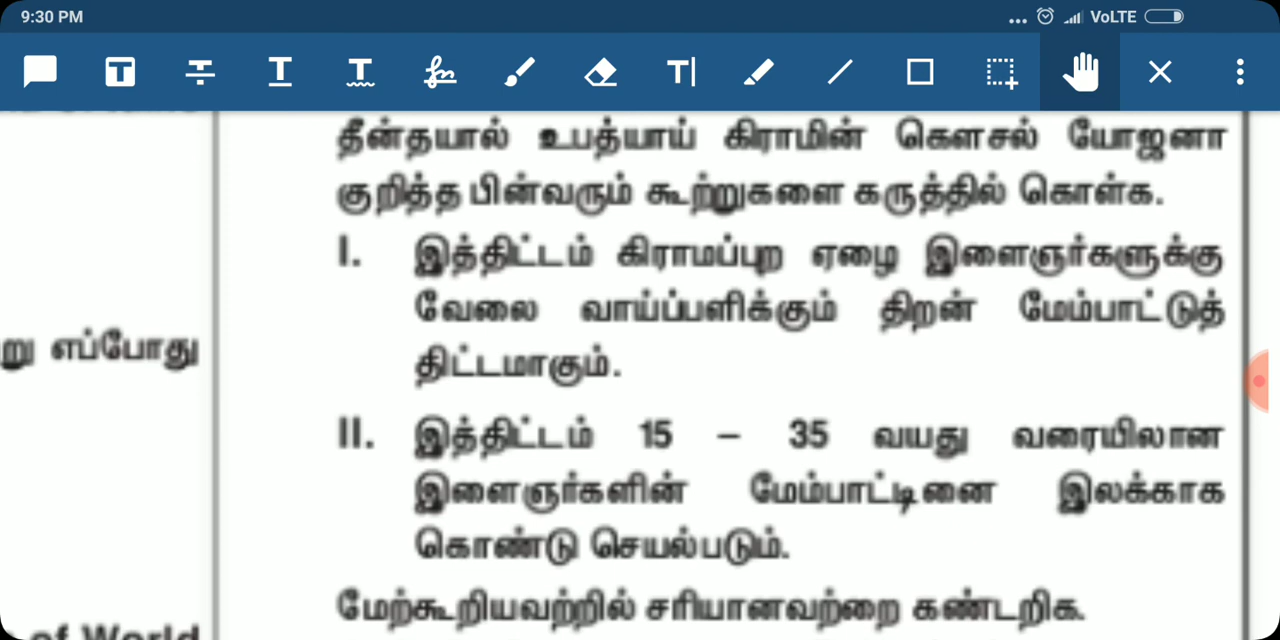 9:30 PM
VoLTE
தீன்தயாள் உபத்யாய் கிராமின் கௌசல் யோஜனா
குறித்த பின்வரும் கூற்றுகளை கருத்தில் கொள்க.
I. இத்திட்டம் கிராமப்புற ஏழை இளைஞர்களுக்கு
வேலை வாய்ப்பளிக்கும் திறன் மேம்பாட்டுத்
திட்டமாகும்.
று எப்போது
II. இத்திட்டம் 15 – 35 வயது வரையிலான
இளைஞர்களின் மேம்பாட்டினை இலக்காக
கொண்டு செயல்படும்.
மேற்கூறியவற்றில் சரியானவற்றை கண்டறிக.
of World